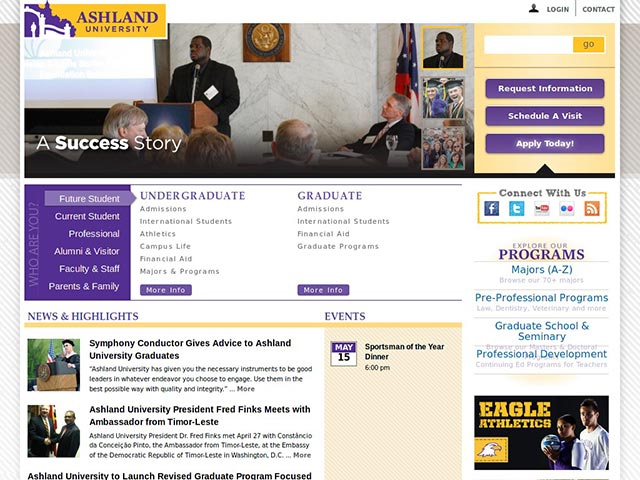 ASHLAND
UNIVERSITY
LOGIN
CONTACT
go
Request Information
Schedule A Visit
Apply Today!
A Success Story
WHO ARE YOU?
Future Student
Current Student
Professional
Alumni & Visitor
Faculty & Staff
Parents & Family
UNDERGRADUATE
Admissions
International Students
Athletics
Campus Life
Financial Aid
Majors & Programs
More Info
GRADUATE
Admissions
International Students
Financial Aid
Graduate Programs
More Info
Connect With Us
EXPLORE OUR
PROGRAMS
Majors (A-Z)
Browse our 70+ majors
Pre-Professional Programs
Law, Dentistry, Veterinary and more
Graduate School &
Seminary
Browse our Masters & Doctoral
Professional Development
Continuing Ed Programs for Teachers
NEWS & HIGHLIGHTS
Symphony Conductor Gives Advice to Ashland
University Graduates
“Ashland University has given you the necessary instruments to be good
leaders in whatever endeavor you choose to engage. Use them in the
best possible way with quality and integrity,” ... More
Ashland University President Fred Finks Meets with
Ambassador from Timor-Leste
Ashland University President Dr. Fred Finks met April 27 with Constâncio
da Conceição Pinto, the Ambassador from Timor-Leste, at the Embassy
of the Democratic Republic of Timor-Leste in Washington, D.C. ... More
Ashland University to Launch Revised Graduate Program Focused
EVENTS
MAY
15
Sportsman of the Year
Dinner
6:00 pm
EAGLE
ATHLETICS